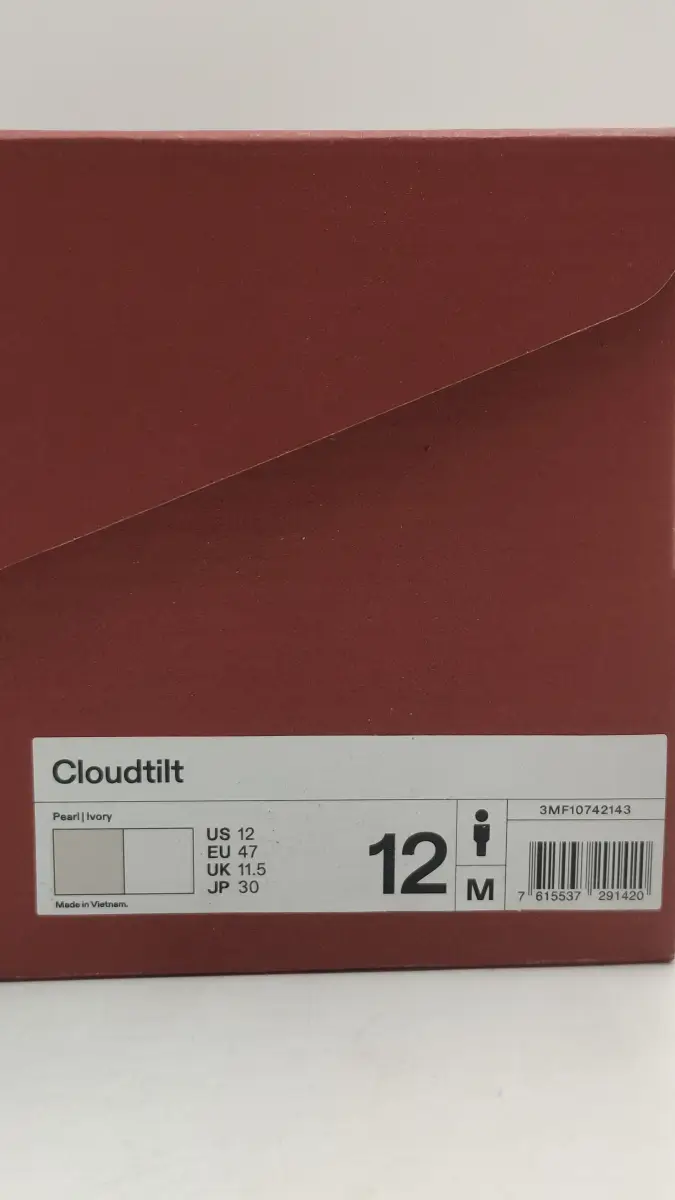 Cloudtilt
Pearl | Ivory
US 12
EU 47
UK 11.5
JP 30
Made in Vietnam.
12
M
3MF10742143
7 615537 291420